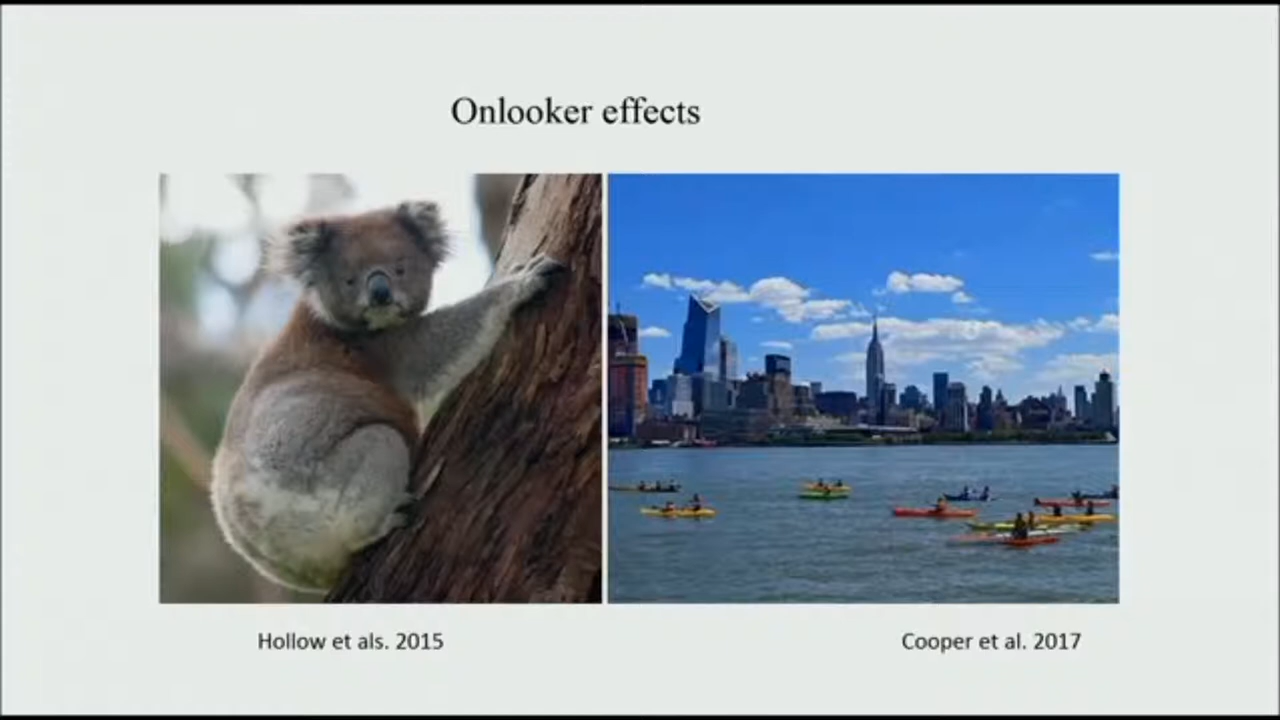 Onlooker effects
Hollow et als. 2015
Cooper et al. 2017